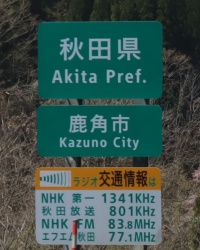 秋田県
Akita Pref.
鹿角市
Kazuno City
ラジオ交通情報は
NHK 第一 1341KHz
秋田放送 801KHz
NHK FM 83.8MHz
エフエム秋田 77.1MHz